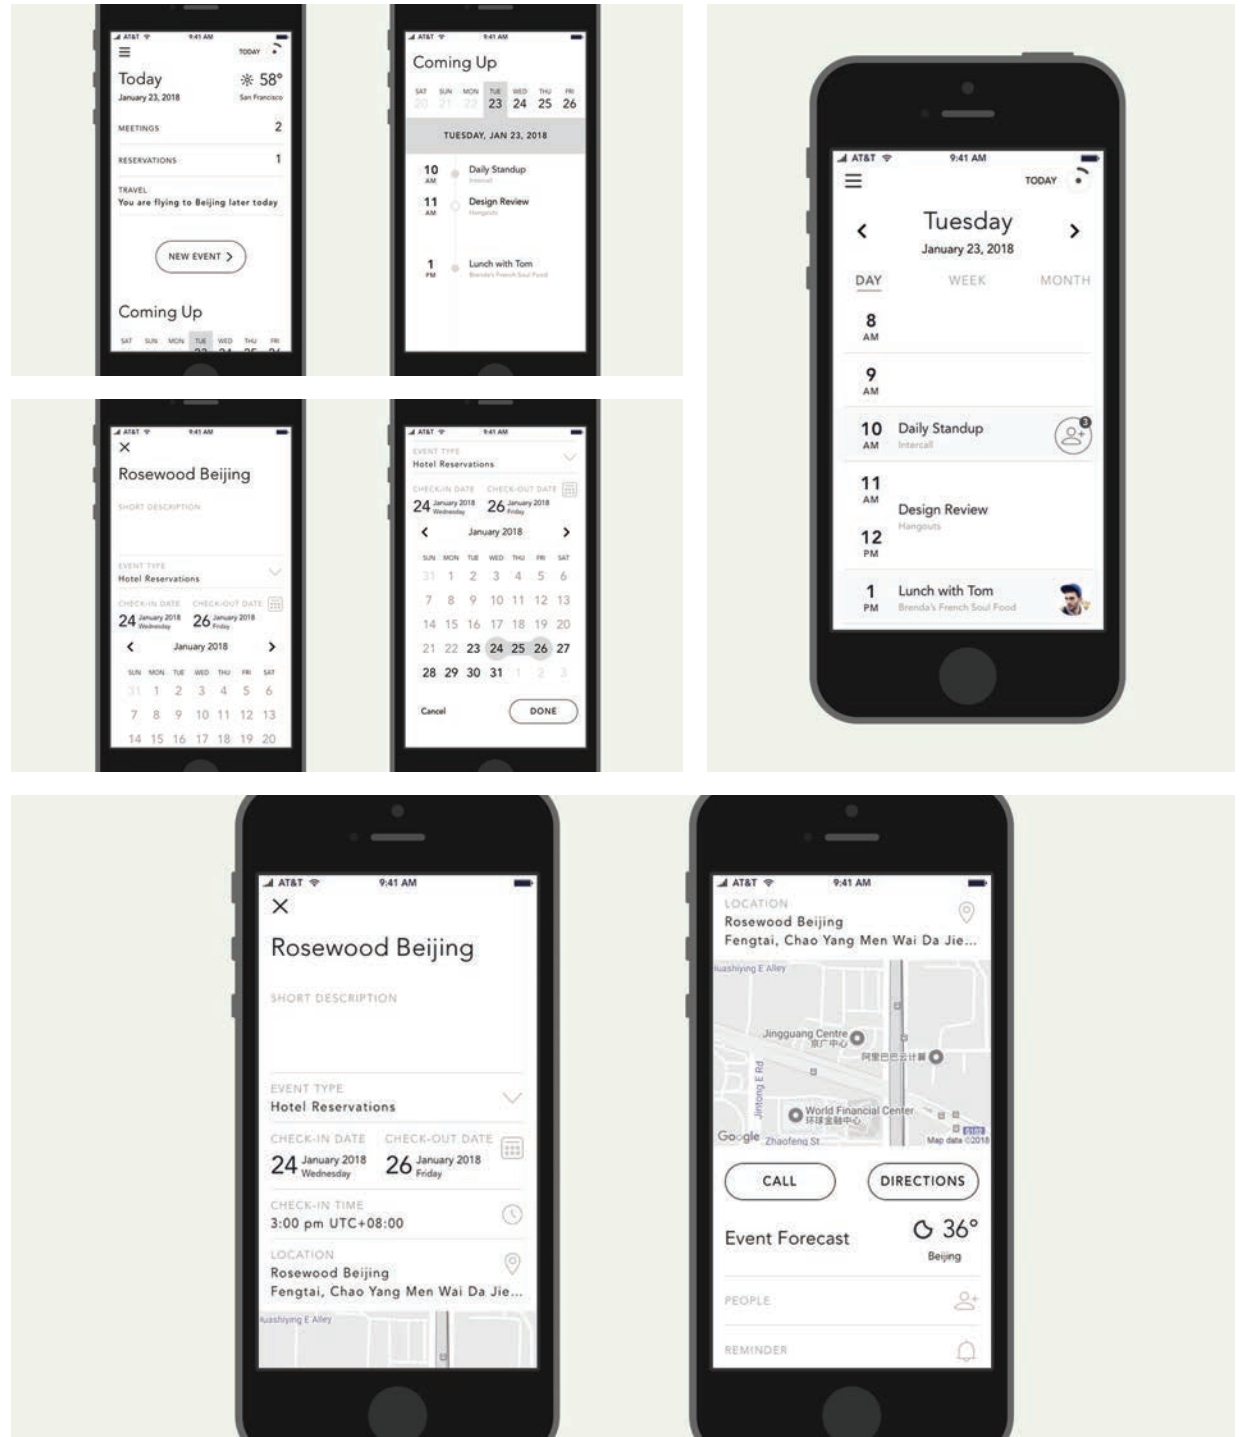 AT&T 9:41 AM
TODAY
Today 58°
January 23, 2018 San Francisco
MEETINGS 2
RESERVATIONS 1
TRAVEL
You are flying to Beijing later today
NEW EVENT
Coming Up
SAT SUN MON TUE WED THU FRI
23 24 25 26
AT&T 9:41 AM
Coming Up
SAT SUN MON TUE WED THU FRI
20 21 22 23 24 25 26
TUESDAY, JAN 23, 2018
10 Daily Standup
AM Intercall
11 Design Review
AM Hangouts
1 Lunch with Tom
PM Brenda's French Soul Food
AT&T 9:41 AM
TODAY
Tuesday
January 23, 2018
DAY WEEK MONTH
8
AM
9
AM
10 Daily Standup 3
AM Intercall
11
AM
Design Review
Hangouts
12
PM
1 Lunch with Tom
PM Brenda's French Soul Food
AT&T 9:41 AM
Rosewood Beijing
SHORT DESCRIPTION
EVENT TYPE
Hotel Reservations
CHECK-IN DATE CHECK-OUT DATE
24 January 2018 Wednesday 26 January 2018 Friday
January 2018
SUN MON TUE WED THU FRI SAT
31 1 2 3 4 5 6
7 8 9 10 11 12 13
14 15 16 17 18 19 20
AT&T 9:41 AM
EVENT TYPE
Hotel Reservations
CHECK-IN DATE CHECK-OUT DATE
24 January 2018 Wednesday 26 January 2018 Friday
January 2018
SUN MON TUE WED THU FRI SAT
31 1 2 3 4 5 6
7 8 9 10 11 12 13
14 15 16 17 18 19 20
21 22 23 24 25 26 27
28 29 30 31 1 2 3
Cancel DONE
AT&T 9:41 AM
Rosewood Beijing
SHORT DESCRIPTION
EVENT TYPE
Hotel Reservations
CHECK-IN DATE CHECK-OUT DATE
24 January 2018 Wednesday 26 January 2018 Friday
CHECK-IN TIME
3:00 pm UTC+08:00
LOCATION
Rosewood Beijing
Fengtai, Chao Yang Men Wai Da Jie...
Huashiying E Alley
AT&T 9:41 AM
LOCATION
Rosewood Beijing
Fengtai, Chao Yang Men Wai Da Jie...
Huashiying E Alley
Jingguang Centre
京广中心
阿里巴巴云计算
Jintong E Rd
World Financial Center
环球金融中心
Google Zhaofeng St Map data ©2018
CALL DIRECTIONS
Event Forecast 36°
Beijing
PEOPLE
REMINDER